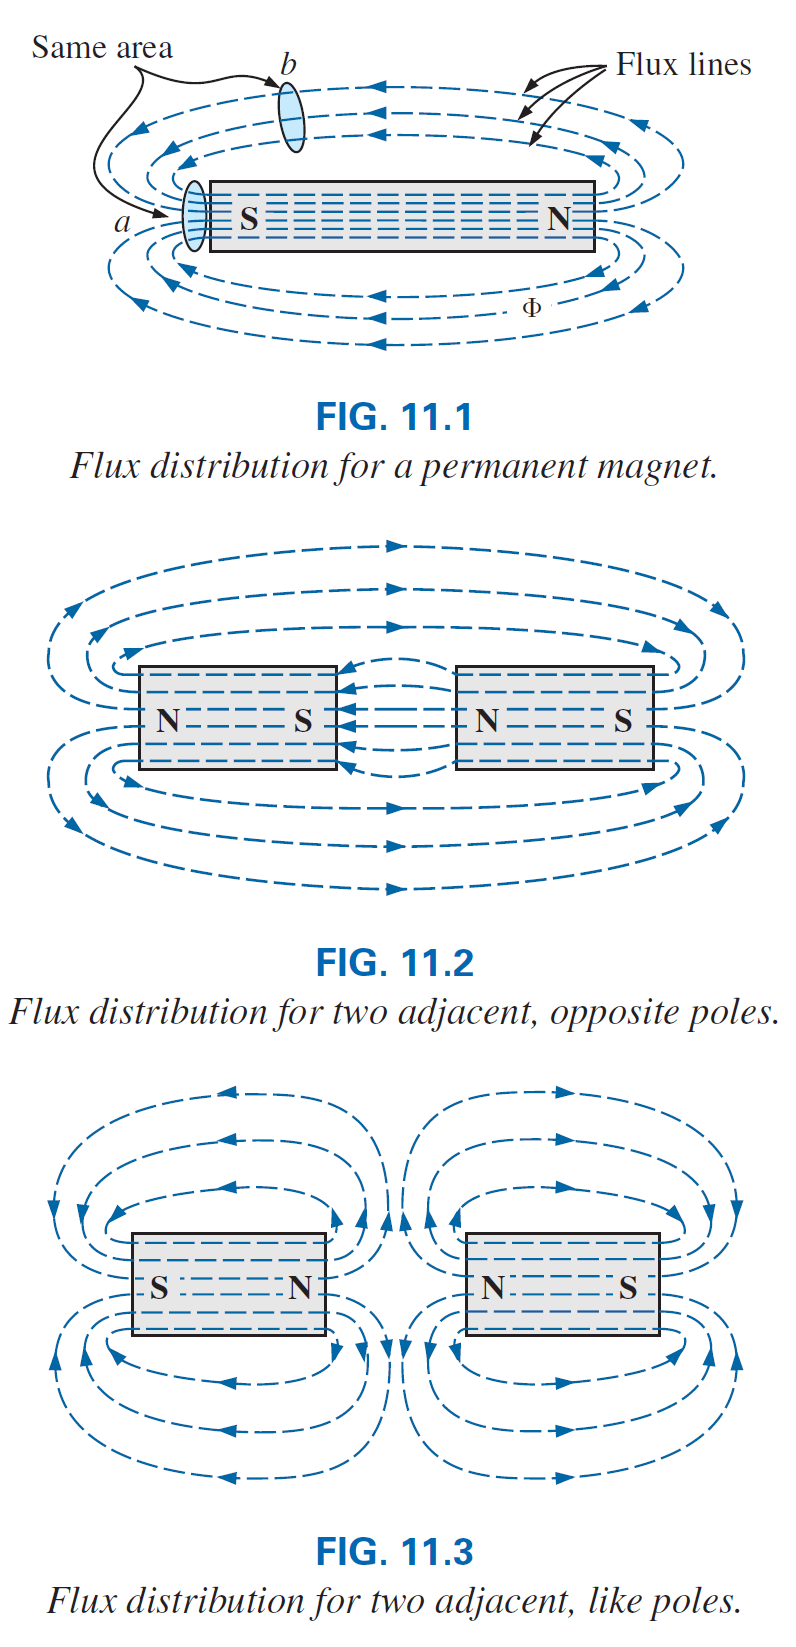 Same area
b
Flux lines
a
S
N
Φ
FIG. 11.1
Flux distribution for a permanent magnet.
N
S
N
S
FIG. 11.2
Flux distribution for two adjacent, opposite poles.
S
N
N
S
FIG. 11.3
Flux distribution for two adjacent, like poles.